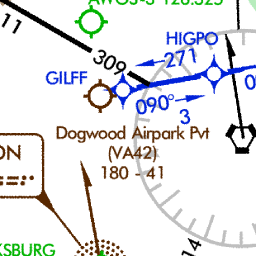 AWOS-3 128.325
11
309
HIGPO
271
GILFF
090°
3
Dogwood Airpark Pvt
(VA42)
180 - 41
ON
KSBURG
14